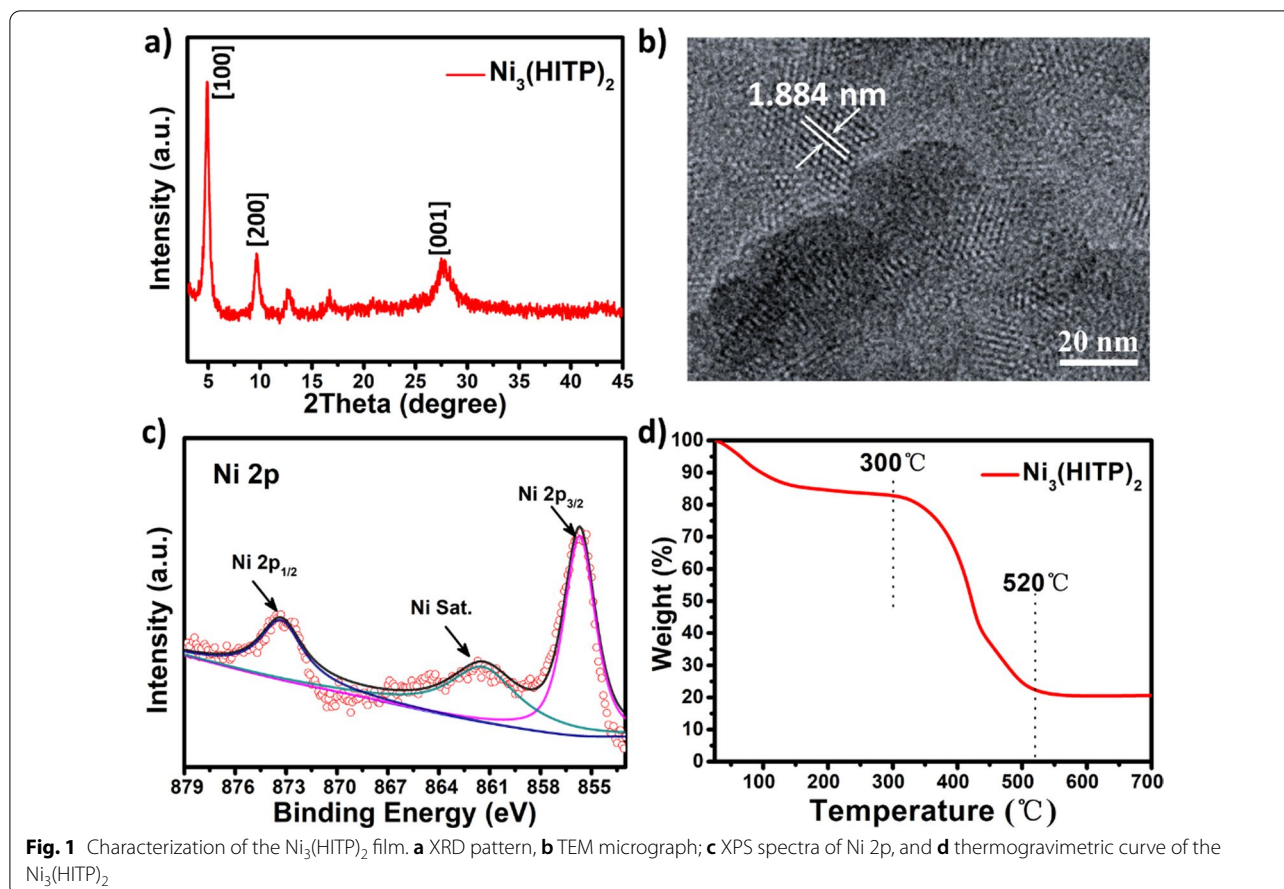 a)
Ni₃(HITP)₂
[100]
[200]
[001]
Intensity (a.u.)
5 10 15 20 25 30 35 40 45
2Theta (degree)
b)
1.884 nm
20 nm
c)
Ni 2p
Ni 2p₃/₂
Ni 2p₁/₂
Ni Sat.
Intensity (a.u.)
879 876 873 870 867 864 861 858 855
Binding Energy (eV)
d)
100
90
80
70
60
50
40
30
20
10
0
Weight (%)
300℃
Ni₃(HITP)₂
520℃
100 200 300 400 500 600 700
Temperature (℃)
Fig. 1 Characterization of the Ni₃(HITP)₂ film. a XRD pattern, b TEM micrograph; c XPS spectra of Ni 2p, and d thermogravimetric curve of the
Ni₃(HITP)₂